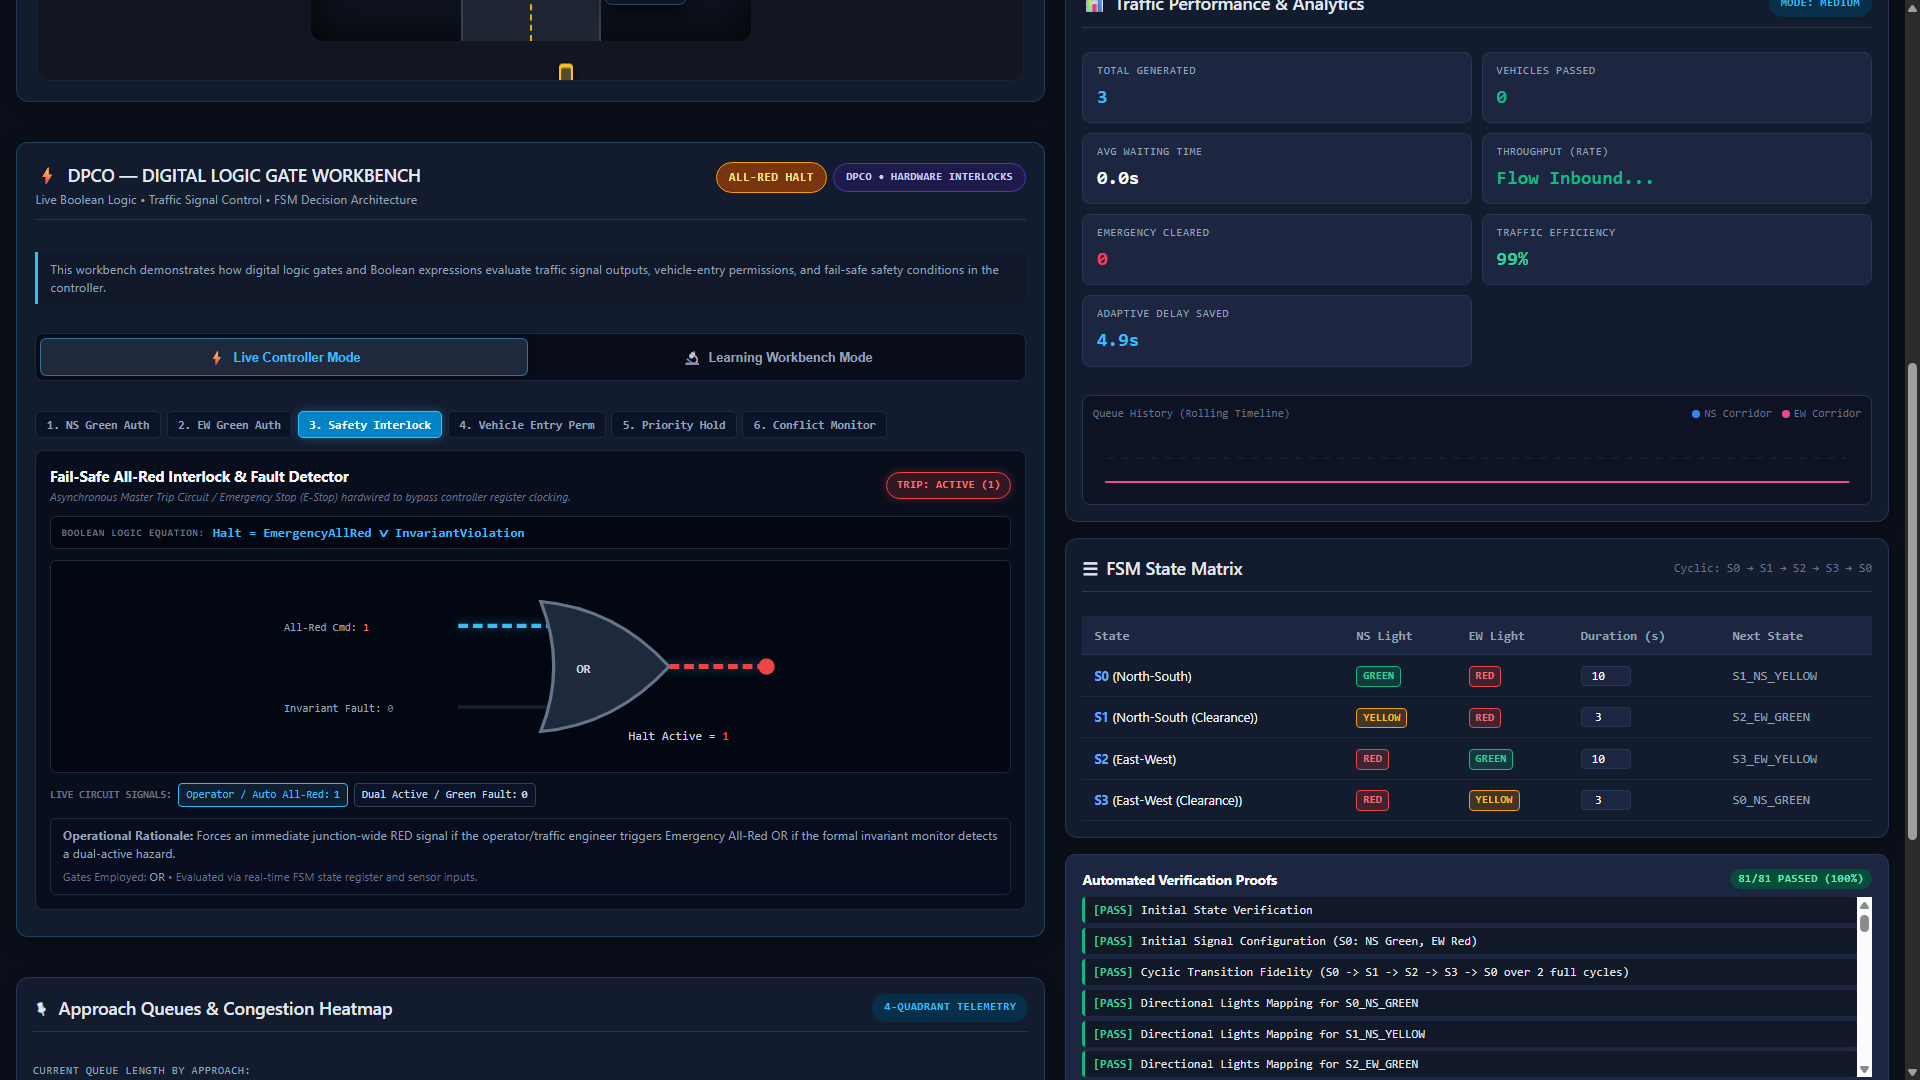 DPCO — DIGITAL LOGIC GATE WORKBENCH
Live Boolean Logic • Traffic Signal Control • FSM Decision Architecture
ALL-RED HALT
DPCO • HARDWARE INTERLOCKS
This workbench demonstrates how digital logic gates and Boolean expressions evaluate traffic signal outputs, vehicle-entry permissions, and fail-safe safety conditions in the
controller.
Live Controller Mode
Learning Workbench Mode
1. NS Green Auth
2. EW Green Auth
3. Safety Interlock
4. Vehicle Entry Perm
5. Priority Hold
6. Conflict Monitor
Fail-Safe All-Red Interlock & Fault Detector
Asynchronous Master Trip Circuit / Emergency Stop (E-Stop) hardwired to bypass controller register clocking.
TRIP: ACTIVE (1)
BOOLEAN LOGIC EQUATION: Halt = EmergencyAllRed ∨ InvariantViolation
All-Red Cmd: 1
OR
Invariant Fault: 0
Halt Active = 1
LIVE CIRCUIT SIGNALS: Operator / Auto All-Red: 1 Dual Active / Green Fault: 0
Operational Rationale: Forces an immediate junction-wide RED signal if the operator/traffic engineer triggers Emergency All-Red OR if the formal invariant monitor detects
a dual-active hazard.
Gates Employed: OR • Evaluated via real-time FSM state register and sensor inputs.
Approach Queues & Congestion Heatmap
4-QUADRANT TELEMETRY
CURRENT QUEUE LENGTH BY APPROACH:
Traffic Performance & Analytics
MODE: MEDIUM
TOTAL GENERATED
3
VEHICLES PASSED
0
AVG WAITING TIME
0.0s
THROUGHPUT (RATE)
Flow Inbound...
EMERGENCY CLEARED
0
TRAFFIC EFFICIENCY
99%
ADAPTIVE DELAY SAVED
4.9s
Queue History (Rolling Timeline)
NS Corridor
EW Corridor
FSM State Matrix
Cyclic: S0 → S1 → S2 → S3 → S0
State NS Light EW Light Duration (s) Next State
S0 (North-South) GREEN RED 10 S1_NS_YELLOW
S1 (North-South (Clearance)) YELLOW RED 3 S2_EW_GREEN
S2 (East-West) RED GREEN 10 S3_EW_YELLOW
S3 (East-West (Clearance)) RED YELLOW 3 S0_NS_GREEN
Automated Verification Proofs
81/81 PASSED (100%)
[PASS] Initial State Verification
[PASS] Initial Signal Configuration (S0: NS Green, EW Red)
[PASS] Cyclic Transition Fidelity (S0 -> S1 -> S2 -> S3 -> S0 over 2 full cycles)
[PASS] Directional Lights Mapping for S0_NS_GREEN
[PASS] Directional Lights Mapping for S1_NS_YELLOW
[PASS] Directional Lights Mapping for S2_EW_GREEN